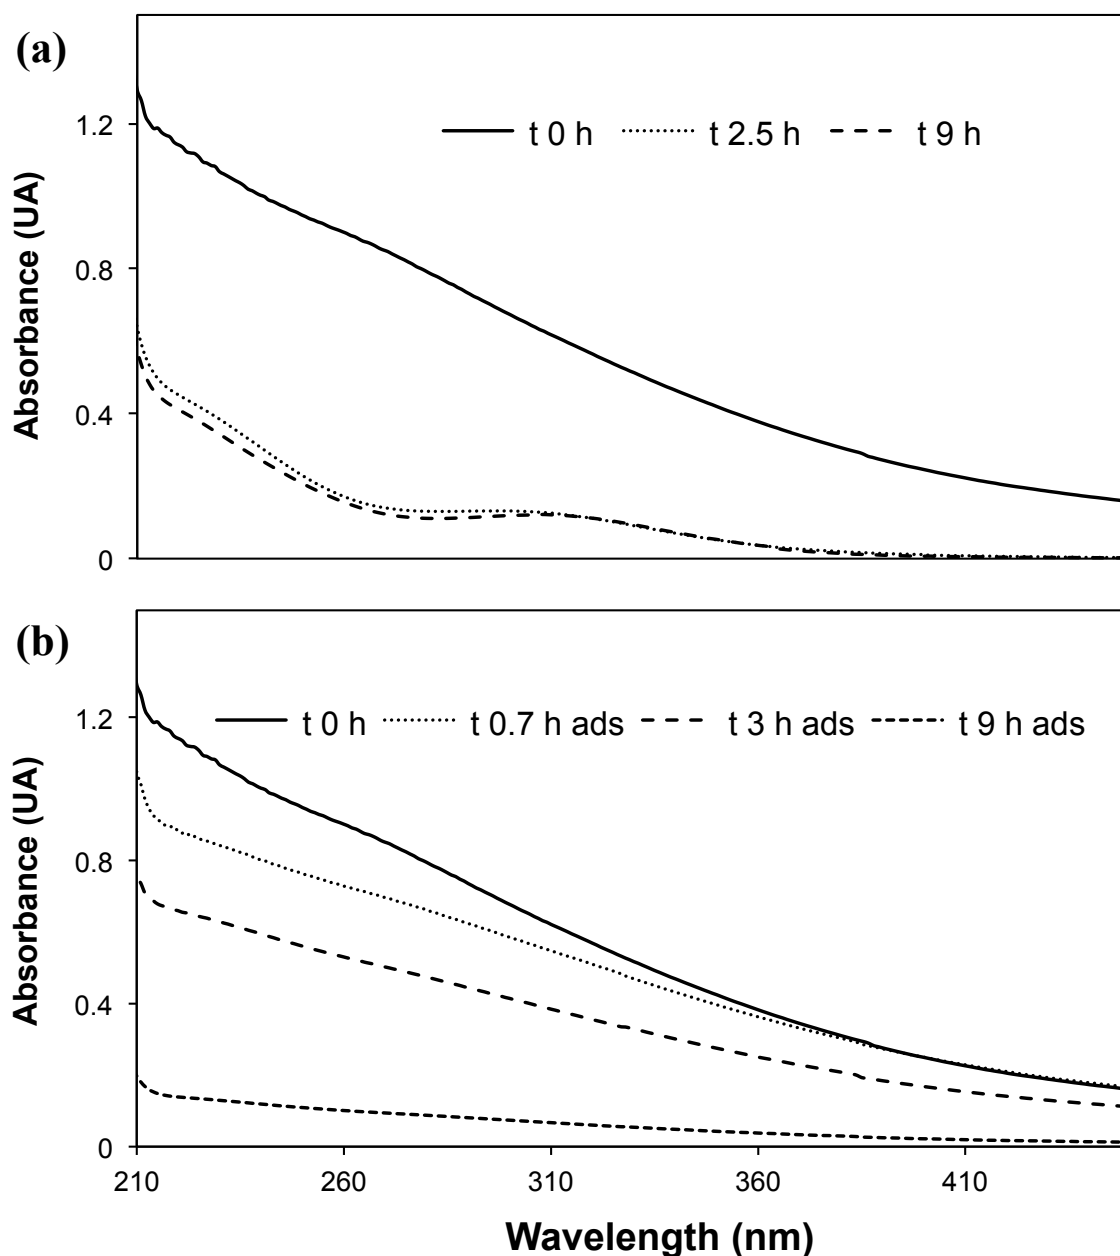 (a)
t 0 h t 2.5 h t 9 h
Absorbance (UA)
1.2
0.8
0.4
0
(b)
t 0 h t 0.7 h ads t 3 h ads t 9 h ads
Absorbance (UA)
1.2
0.8
0.4
0
210 260 310 360 410
Wavelength (nm)